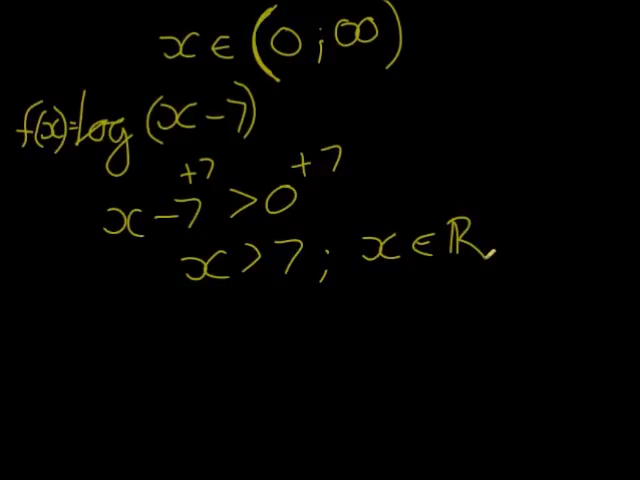 x ∈ (0 ; ∞)
f(x)=log (x – 7)
+7 +7
x – 7 > 0
x > 7 ; x ∈ ℝ